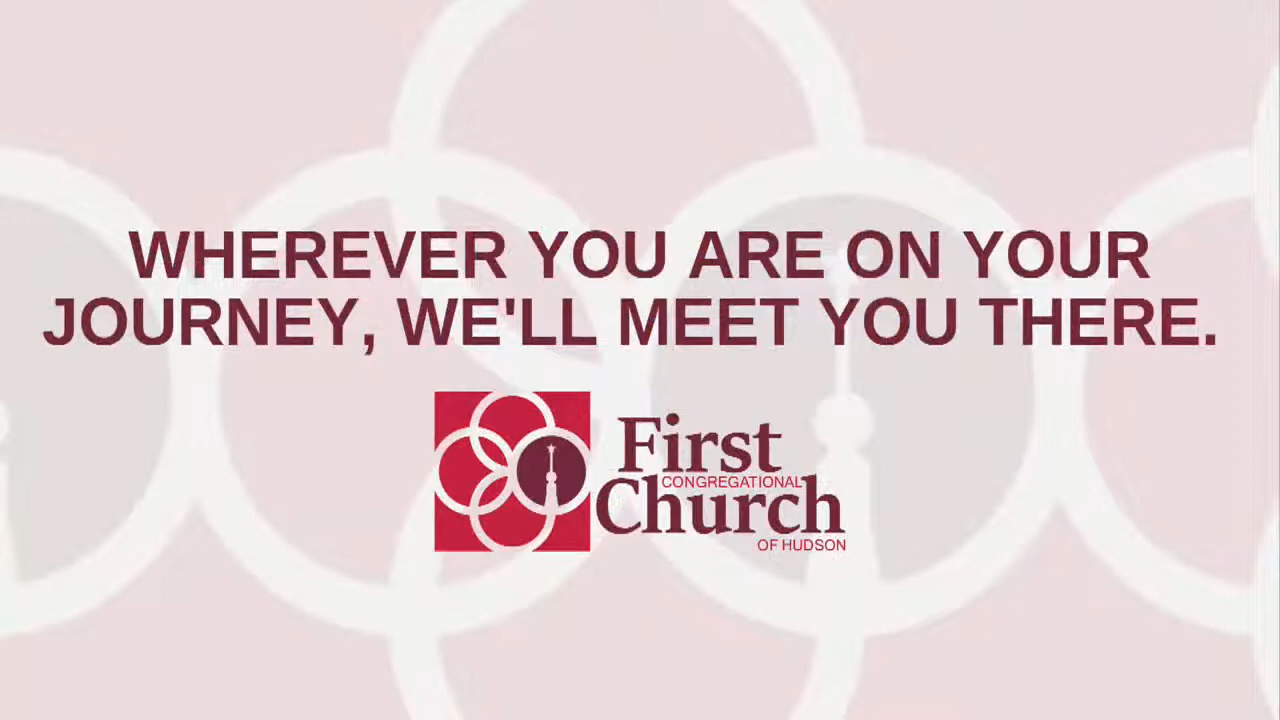 WHEREVER YOU ARE ON YOUR
JOURNEY, WE'LL MEET YOU THERE.
First
CONGREGATIONAL
Church
OF HUDSON